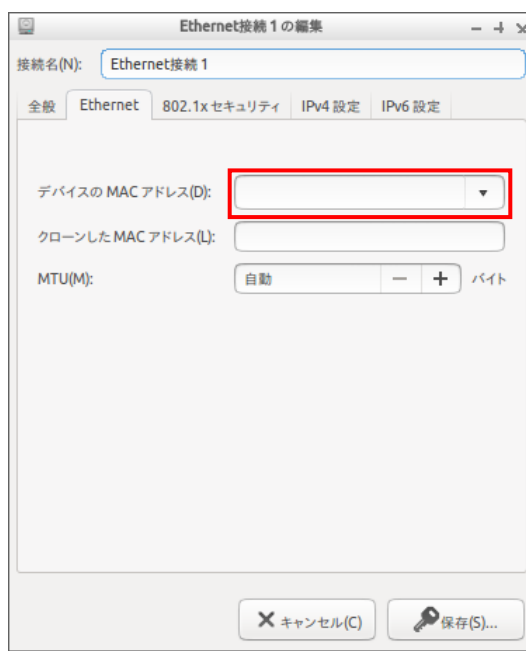 Ethernet接続 1 の編集
接続名(N): Ethernet接続 1
全般 Ethernet 802.1x セキュリティ IPv4 設定 IPv6 設定
デバイスの MAC アドレス(D):
クローンした MAC アドレス(L):
MTU(M): 自動 バイト
キャンセル(C) 保存(S)...